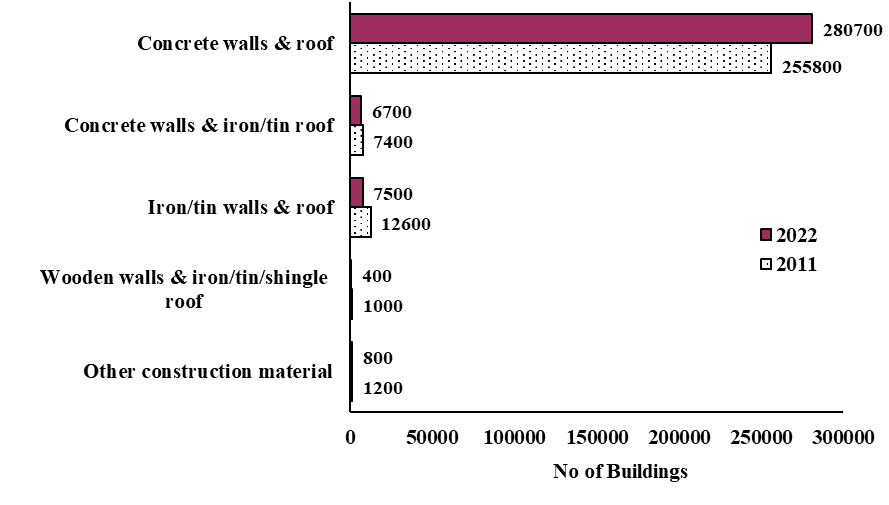 Concrete walls & roof
280700
255800
Concrete walls & iron/tin roof
6700
7400
Iron/tin walls & roof
7500
12600
2022
2011
Wooden walls & iron/tin/shingle
roof
400
1000
Other construction material
800
1200
0 50000 100000 150000 200000 250000 300000
No of Buildings